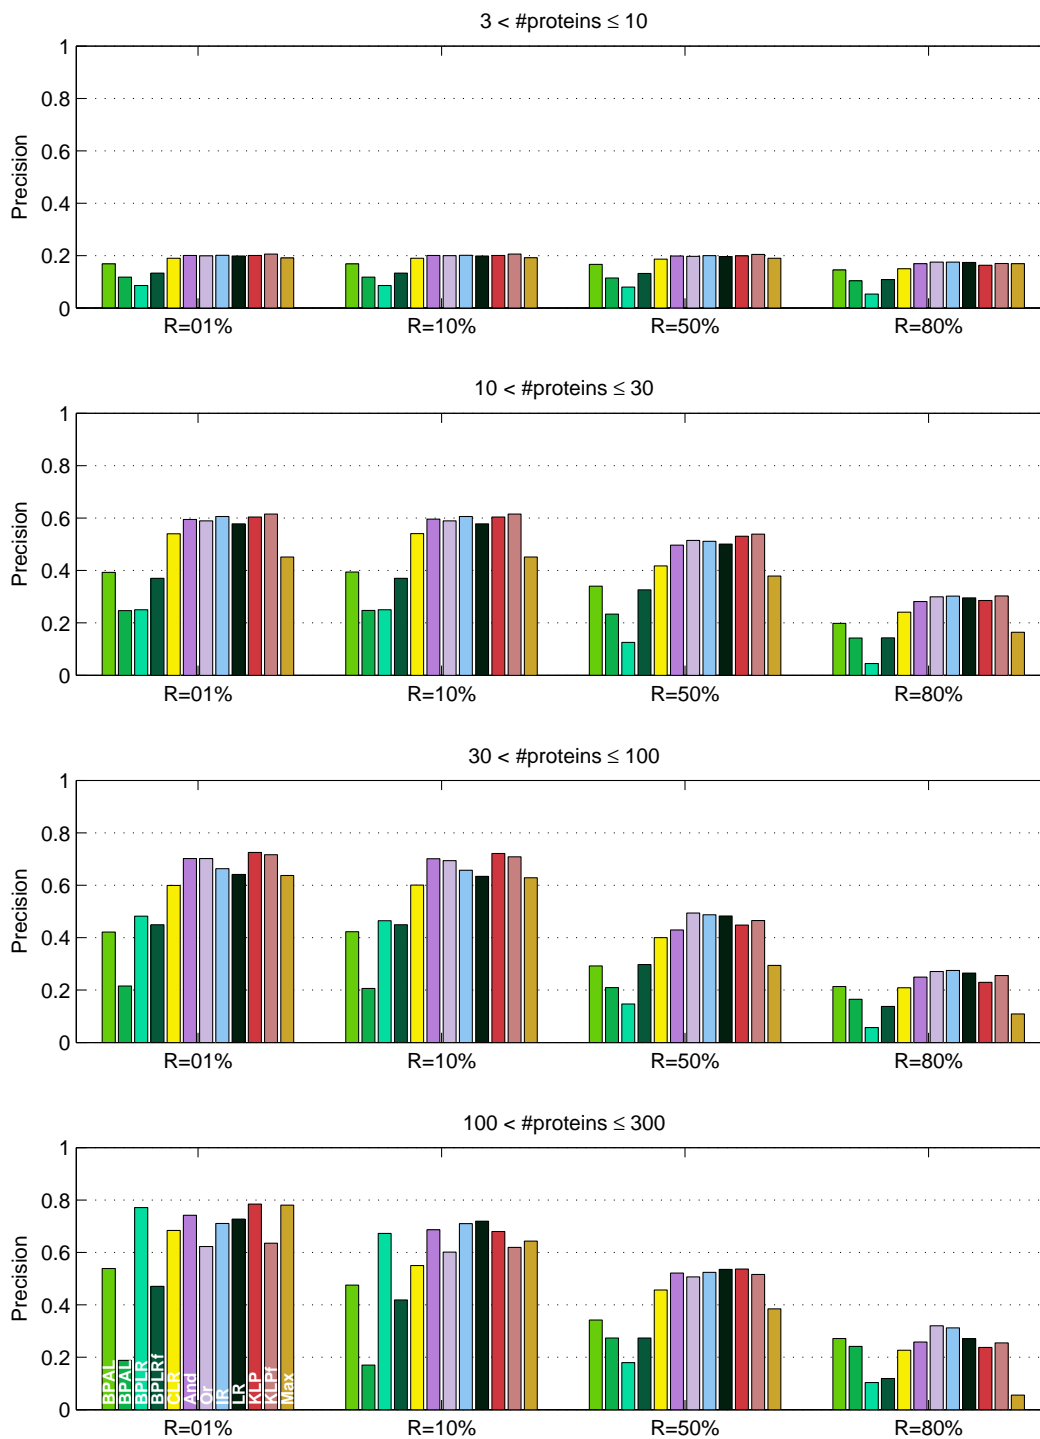 3 < #proteins ≤ 10
1
0.8
0.6
0.4
0.2
0
Precision
R=01% R=10% R=50% R=80%
10 < #proteins ≤ 30
1
0.8
0.6
0.4
0.2
0
Precision
R=01% R=10% R=50% R=80%
30 < #proteins ≤ 100
1
0.8
0.6
0.4
0.2
0
Precision
R=01% R=10% R=50% R=80%
100 < #proteins ≤ 300
1
0.8
0.6
0.4
0.2
0
Precision
BPAL
BPAL
BPLR
BPLRf
CLR
And
Or
IR
LR
KLP
KLPf
Max
R=01% R=10% R=50% R=80%